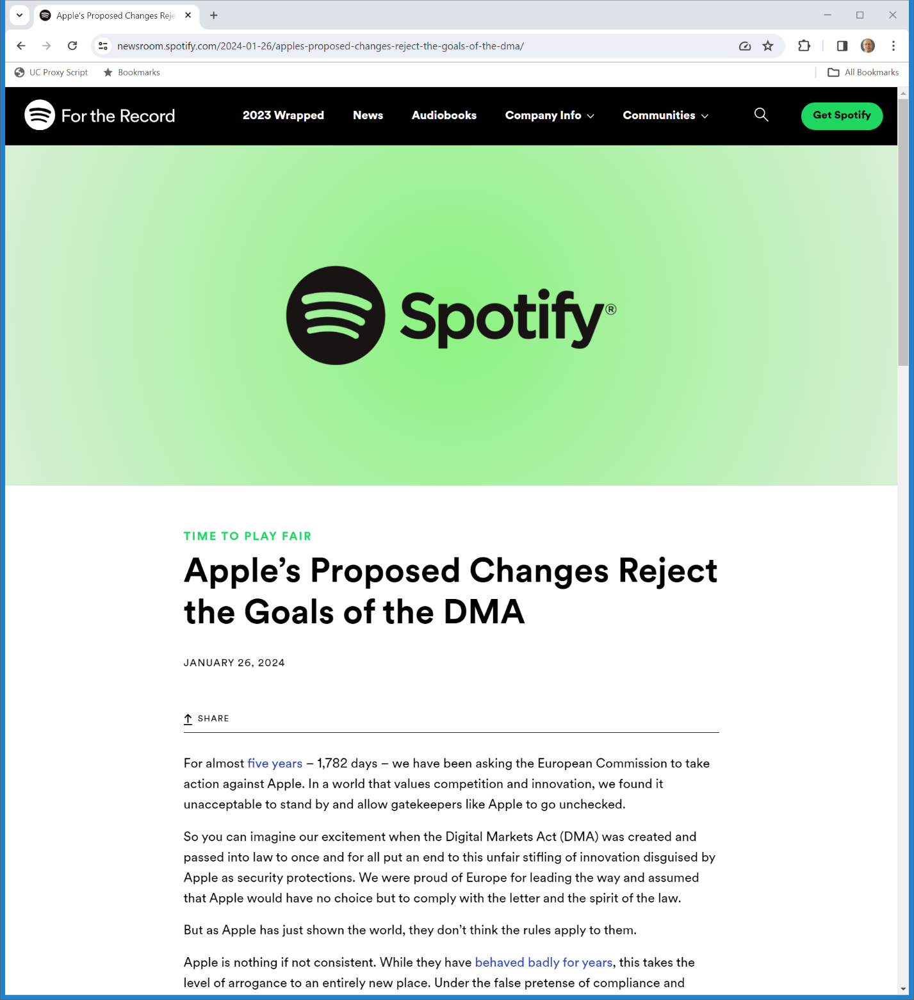 Apple's Proposed Changes Reje
newsroom.spotify.com/2024-01-26/apples-proposed-changes-reject-the-goals-of-the-dma/
UC Proxy Script Bookmarks All Bookmarks
For the Record 2023 Wrapped News Audiobooks Company Info Communities Get Spotify
Spotify®
TIME TO PLAY FAIR
Apple’s Proposed Changes Reject
the Goals of the DMA
JANUARY 26, 2024
SHARE
For almost five years – 1,782 days – we have been asking the European Commission to take
action against Apple. In a world that values competition and innovation, we found it
unacceptable to stand by and allow gatekeepers like Apple to go unchecked.
So you can imagine our excitement when the Digital Markets Act (DMA) was created and
passed into law to once and for all put an end to this unfair stifling of innovation disguised by
Apple as security protections. We were proud of Europe for leading the way and assumed
that Apple would have no choice but to comply with the letter and the spirit of the law.
But as Apple has just shown the world, they don’t think the rules apply to them.
Apple is nothing if not consistent. While they have behaved badly for years, this takes the
level of arrogance to an entirely new place. Under the false pretense of compliance and